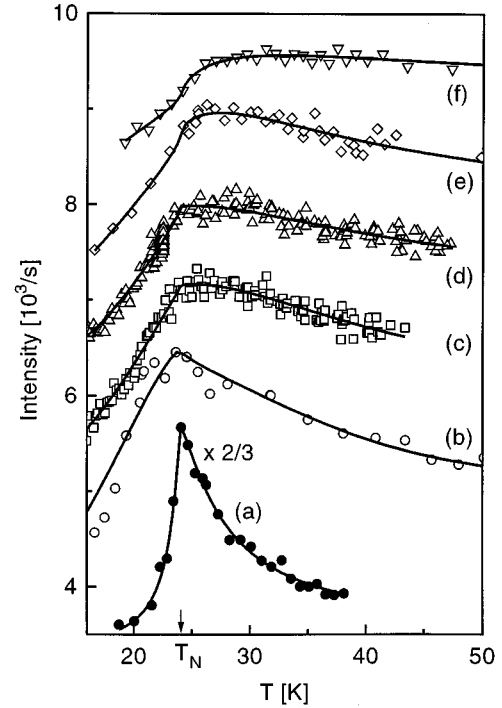 10
8
6
4
Intensity [10³/s]
(f)
(e)
(d)
(c)
(b)
x 2/3
(a)
20
T_N
30
40
50
T [K]